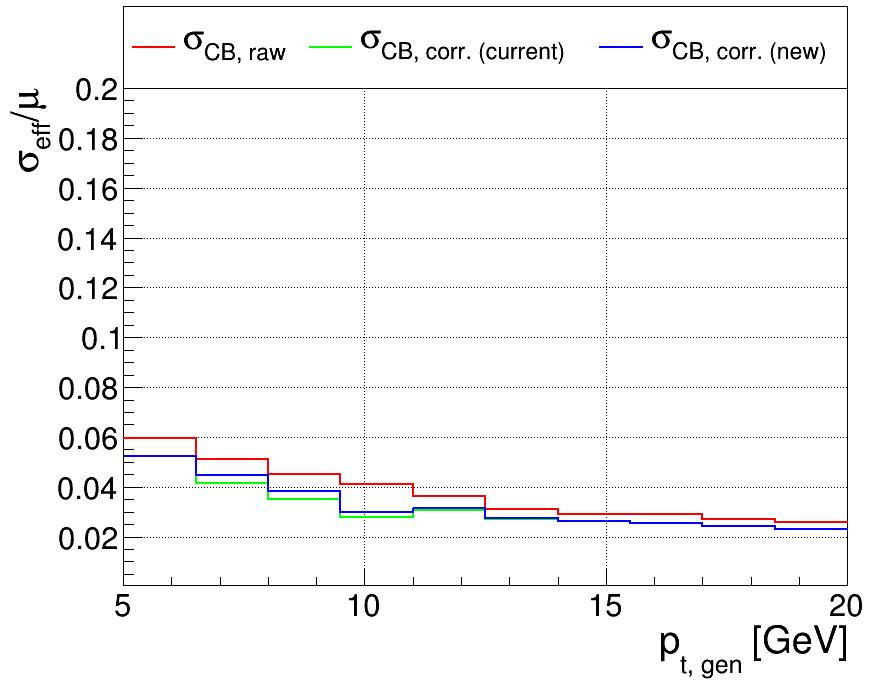 σCB, raw σCB, corr. (current) σCB, corr. (new)
σeff/μ
0.2
0.18
0.16
0.14
0.12
0.1
0.08
0.06
0.04
0.02
5 10 15 20
pt, gen [GeV]